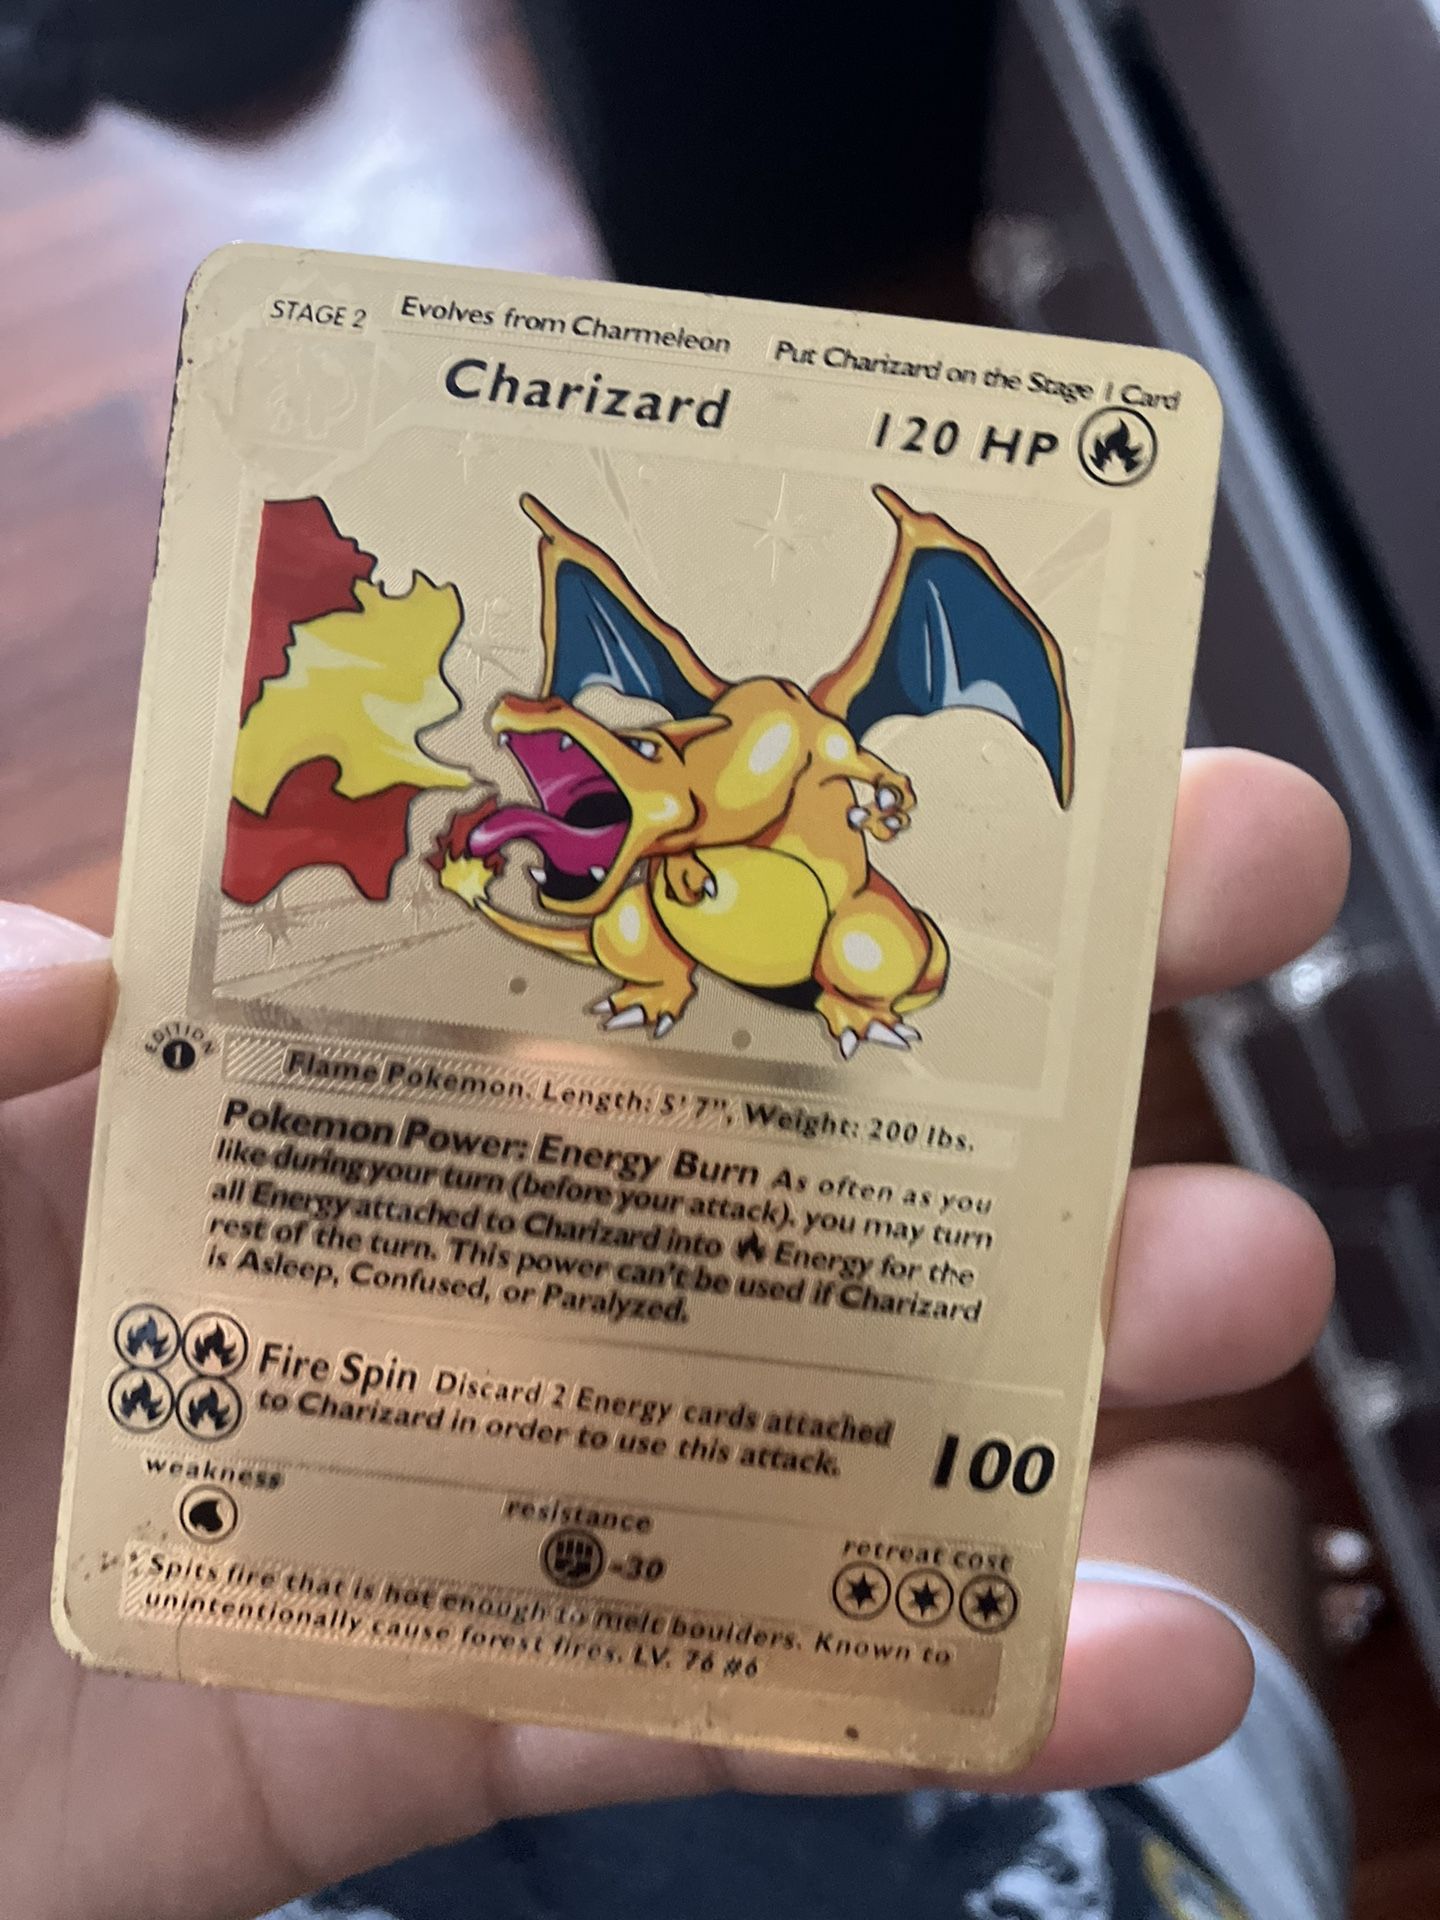 STAGE 2 Evolves from Charmeleon Put Charizard on the Stage 1 Card
Charizard 120 HP
EDITION
1
Flame Pokemon. Length: 5' 7", Weight: 200 lbs.
Pokemon Power: Energy Burn As often as you
like during your turn (before your attack). you may turn
all Energy attached to Charizard into Energy for the
rest of the turn. This power can't be used if Charizard
is Asleep, Confused, or Paralyzed.
Fire Spin Discard 2 Energy cards attached
to Charizard in order to use this attack.
100
weakness
resistance
-30
retreat cost
Spits fire that is hot enough to melt boulders. Known to
unintentionally cause forest fires. LV. 76 #6